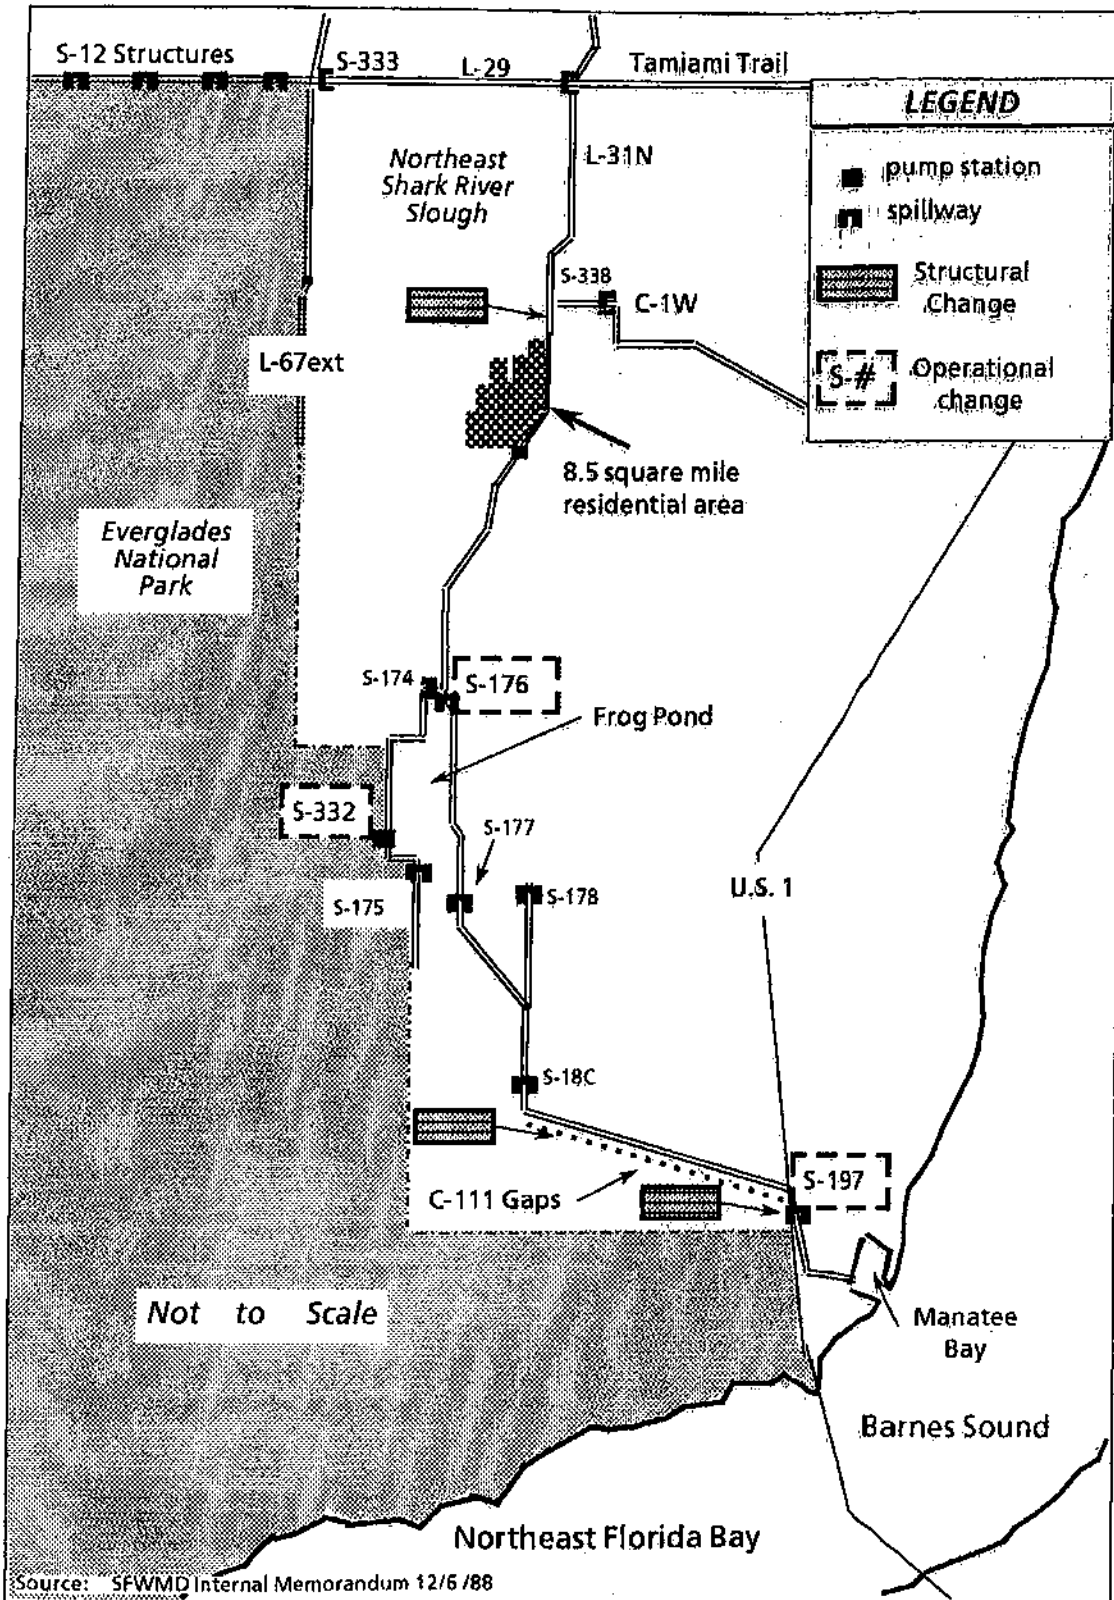 S-12 Structures
S-333
L-29
Tamiami Trail
LEGEND
pump station
spillway
Structural
Change
S-#
Operational
change
Northeast
Shark River
Slough
L-31N
S-338
C-1W
L-67ext
8.5 square mile
residential area
Everglades
National
Park
S-174
S-176
Frog Pond
S-332
S-177
S-178
S-175
U.S. 1
S-18C
C-111 Gaps
S-197
Not to Scale
Manatee
Bay
Barnes Sound
Northeast Florida Bay
Source: SFWMD Internal Memorandum 12/6/88